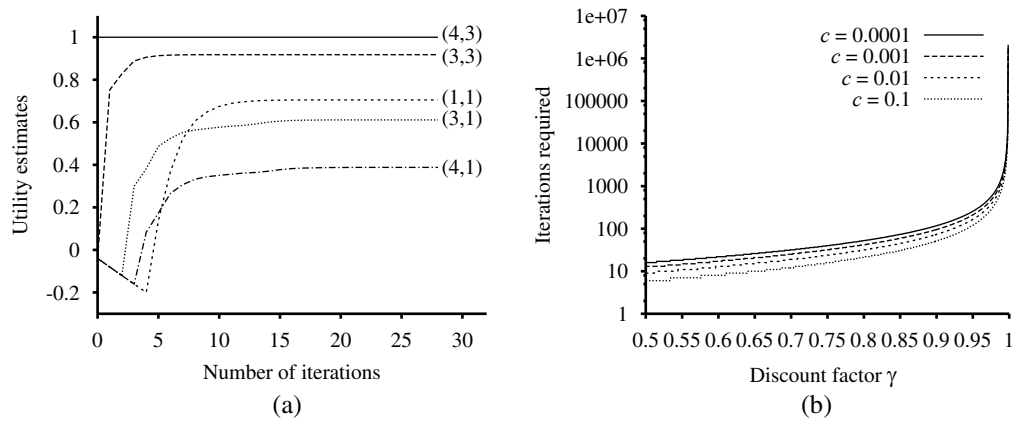 1
0.8
0.6
0.4
0.2
0
-0.2
Utility estimates
(4,3)
(3,3)
(1,1)
(3,1)
(4,1)
0 5 10 15 20 25 30
Number of iterations
(a)
1e+07
1e+06
100000
10000
1000
100
10
1
Iterations required
c = 0.0001
c = 0.001
c = 0.01
c = 0.1
0.5 0.55 0.6 0.65 0.7 0.75 0.8 0.85 0.9 0.95 1
Discount factor γ
(b)